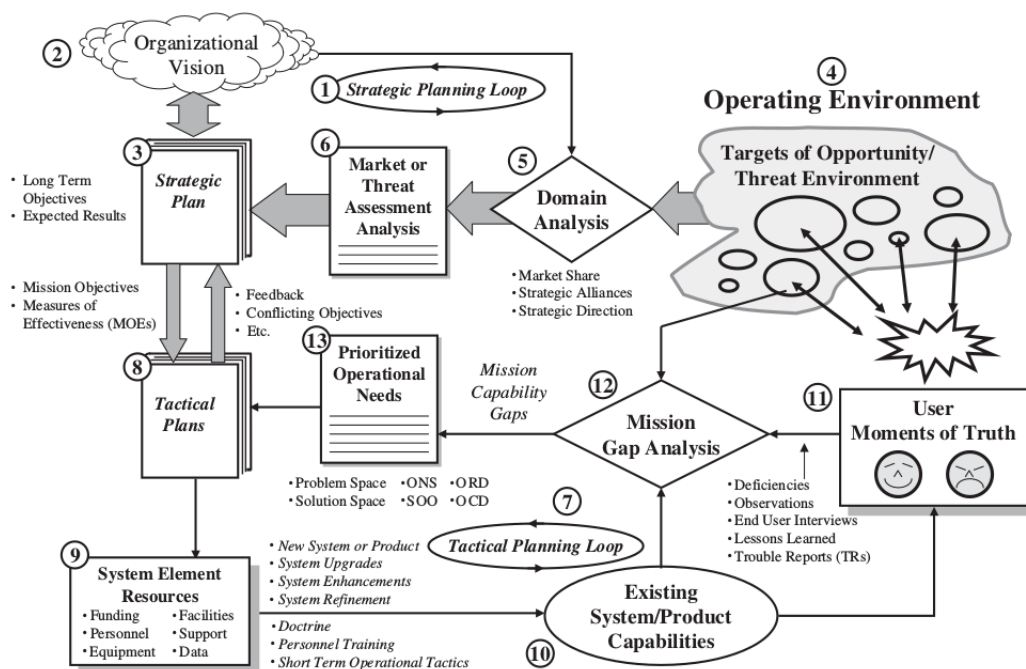 2
Organizational
Vision
1
Strategic Planning Loop
4
Operating Environment
Targets of Opportunity/
Threat Environment
3
Strategic
Plan
• Long Term
Objectives
• Expected Results
6
Market or
Threat
Assessment
Analysis
5
Domain
Analysis
• Market Share
• Strategic Alliances
• Strategic Direction
• Mission Objectives
• Measures of
Effectiveness (MOEs)
• Feedback
• Conflicting Objectives
• Etc.
8
Tactical
Plans
13
Prioritized
Operational
Needs
• Problem Space •ONS •ORD
• Solution Space •SOO •OCD
Mission
Capability
Gaps
12
Mission
Gap Analysis
11
User
Moments of Truth
• Deficiencies
• Observations
• End User Interviews
• Lessons Learned
• Trouble Reports (TRs)
7
Tactical Planning Loop
9
System Element
Resources
• Funding • Facilities
• Personnel • Support
• Equipment • Data
• New System or Product
• System Upgrades
• System Enhancements
• System Refinement
• Doctrine
• Personnel Training
• Short Term Operational Tactics
10
Existing
System/Product
Capabilities